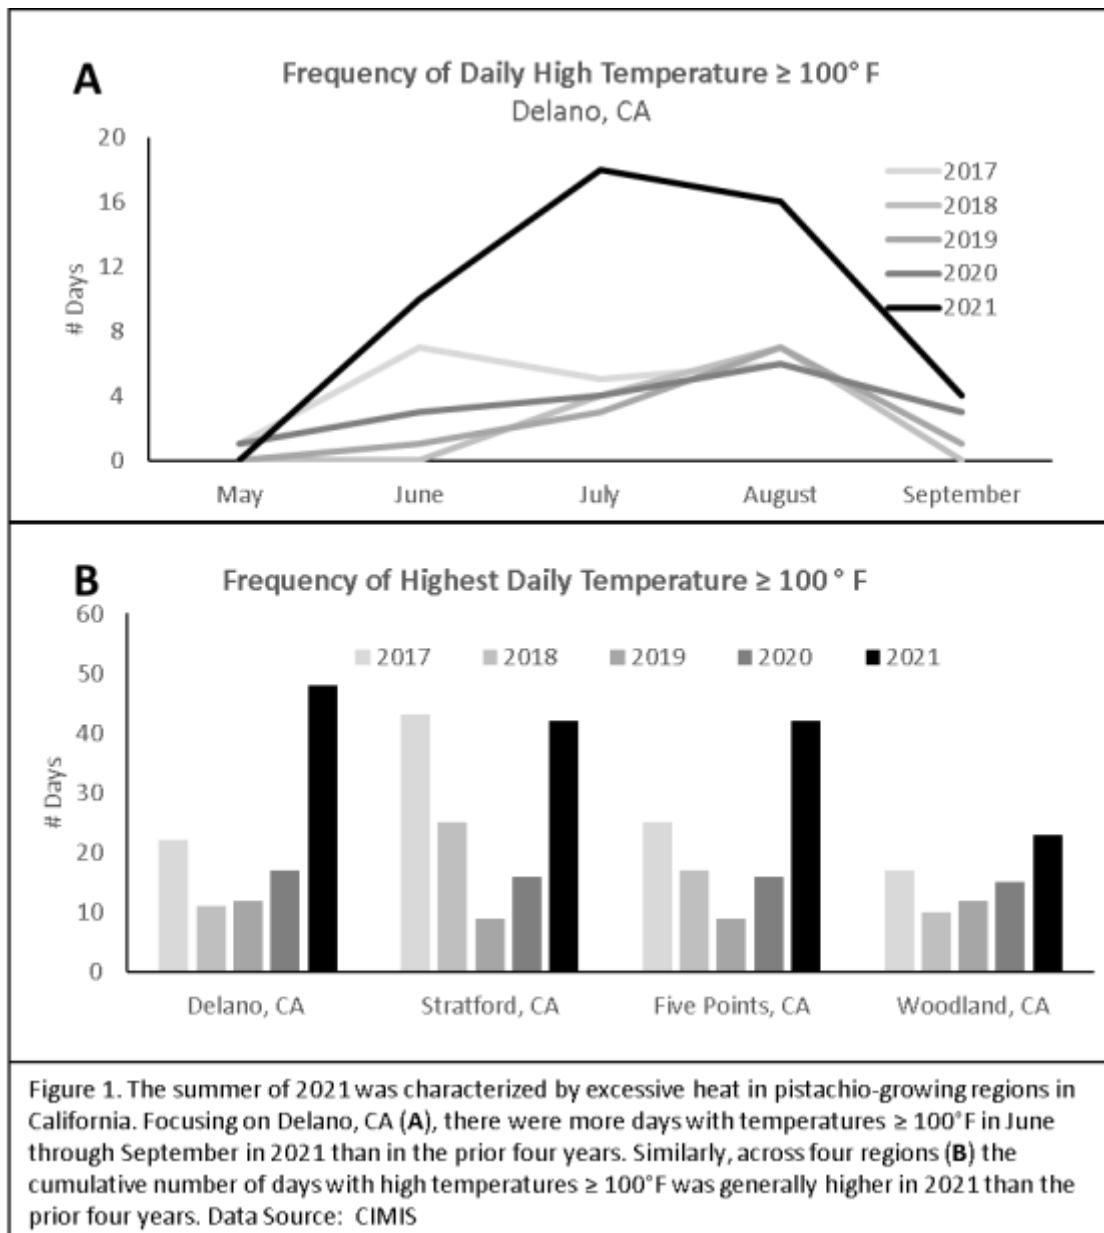 A
Frequency of Daily High Temperature ≥ 100° F
Delano, CA
20
16
12
8
4
0
# Days
2017
2018
2019
2020
2021
May June July August September
B
Frequency of Highest Daily Temperature ≥ 100 ° F
60
50
40
30
20
10
0
# Days
2017 2018 2019 2020 2021
Delano, CA Stratford, CA Five Points, CA Woodland, CA
Figure 1. The summer of 2021 was characterized by excessive heat in pistachio-growing regions in
California. Focusing on Delano, CA (A), there were more days with temperatures ≥ 100°F in June
through September in 2021 than in the prior four years. Similarly, across four regions (B) the
cumulative number of days with high temperatures ≥ 100°F was generally higher in 2021 than the
prior four years. Data Source: CIMIS